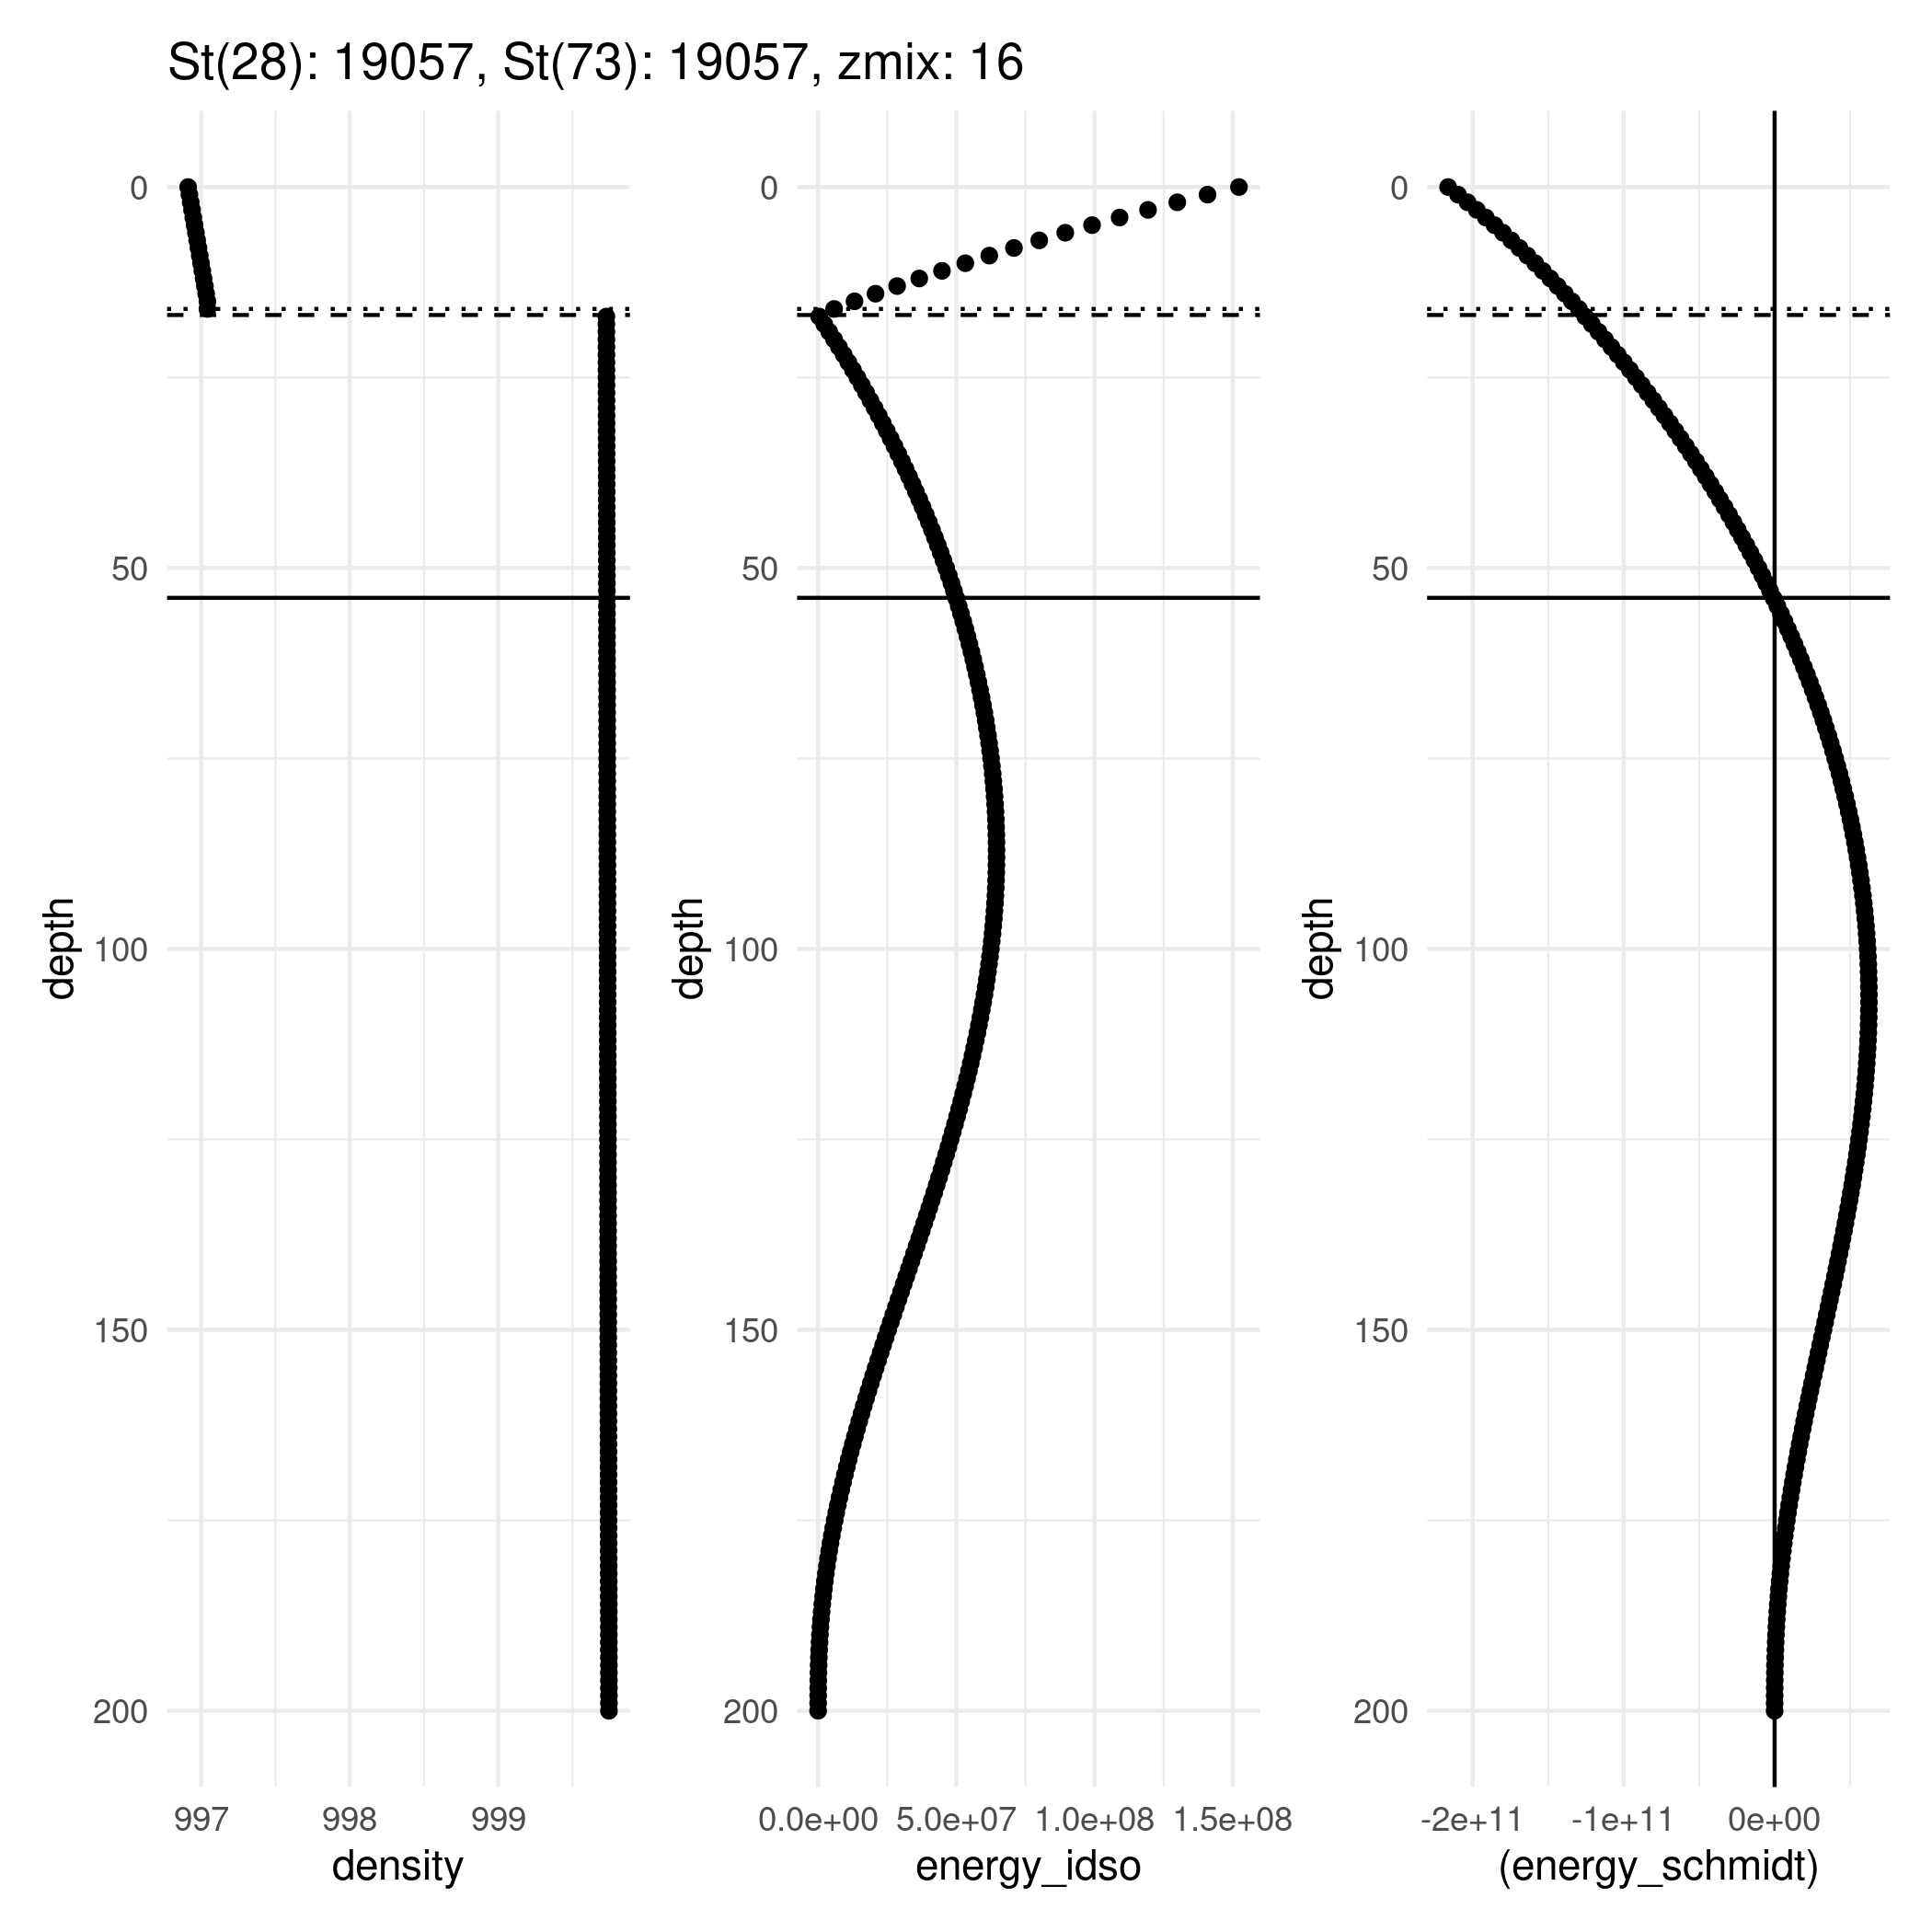 St(28): 19057, St(73): 19057, zmix: 16
0
50
100
150
200
depth
997
998
999
density
0
50
100
150
200
depth
0.0e+00
5.0e+07
1.0e+08
1.5e+08
energy_idso
0
50
100
150
200
depth
-2e+11
-1e+11
0e+00
(energy_schmidt)